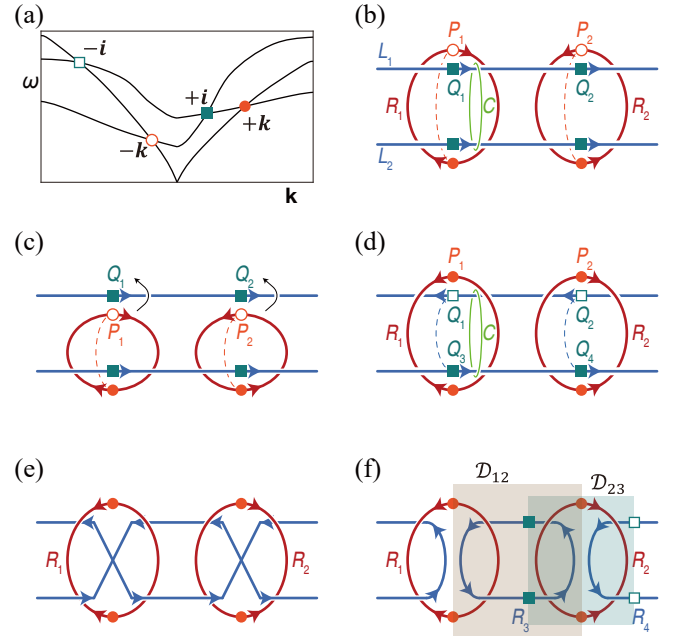 (a)
ω
−i
+i
−k
+k
k
(b)
P1 P2
L1
Q1 Q2
R1 C R2
L2
(c)
Q1 Q2
P1 P2
(d)
P1 P2
Q1 Q2
R1 C R2
Q3 Q4
(e)
R1 R2
(f)
𝒟12 𝒟23
R1 R2
R3 R4